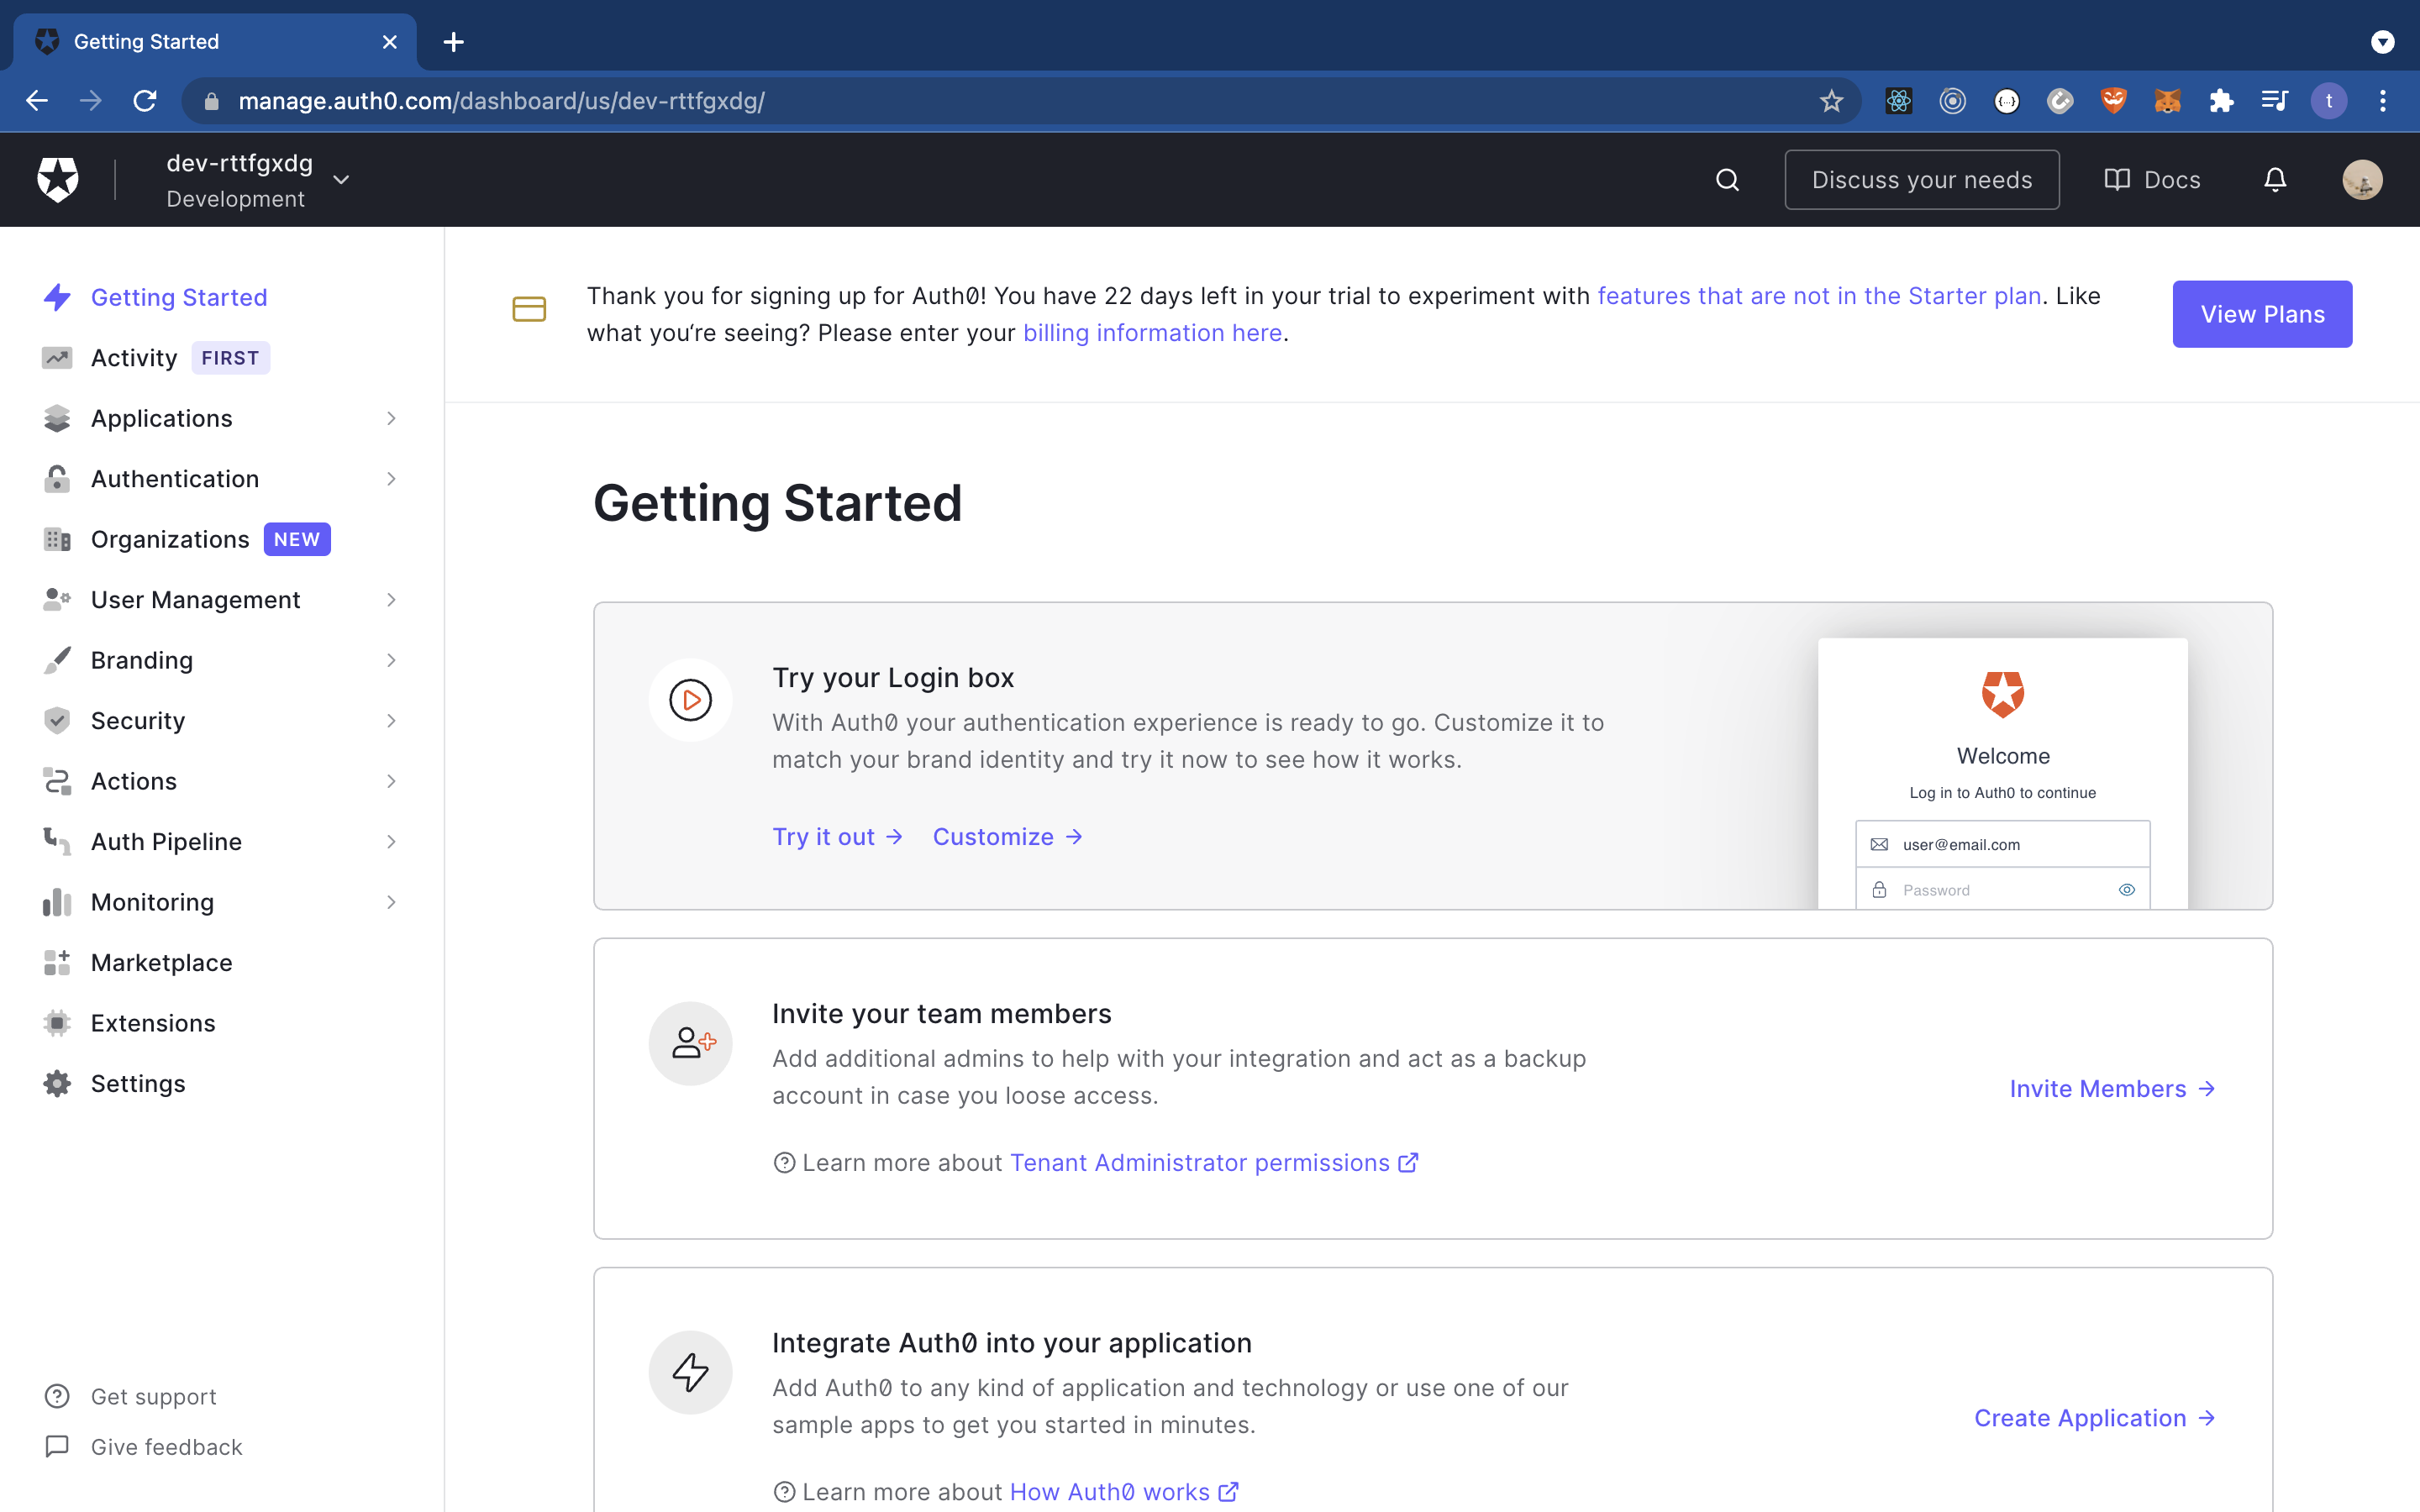 Getting Started
manage.auth0.com/dashboard/us/dev-rttfgxdg/
t
dev-rttfgxdg
Development
Discuss your needs
Docs
Getting Started
Activity FIRST
Applications
Authentication
Organizations NEW
User Management
Branding
Security
Actions
Auth Pipeline
Monitoring
Marketplace
Extensions
Settings
Get support
Give feedback
Thank you for signing up for Auth0! You have 22 days left in your trial to experiment with features that are not in the Starter plan. Like
what you‘re seeing? Please enter your billing information here.
View Plans
Getting Started
Try your Login box
With Auth0 your authentication experience is ready to go. Customize it to
match your brand identity and try it now to see how it works.
Try it out → Customize →
Welcome
Log in to Auth0 to continue
user@email.com
Password
Invite your team members
Add additional admins to help with your integration and act as a backup
account in case you loose access.
Learn more about Tenant Administrator permissions
Invite Members →
Integrate Auth0 into your application
Add Auth0 to any kind of application and technology or use one of our
sample apps to get you started in minutes.
Learn more about How Auth0 works
Create Application →